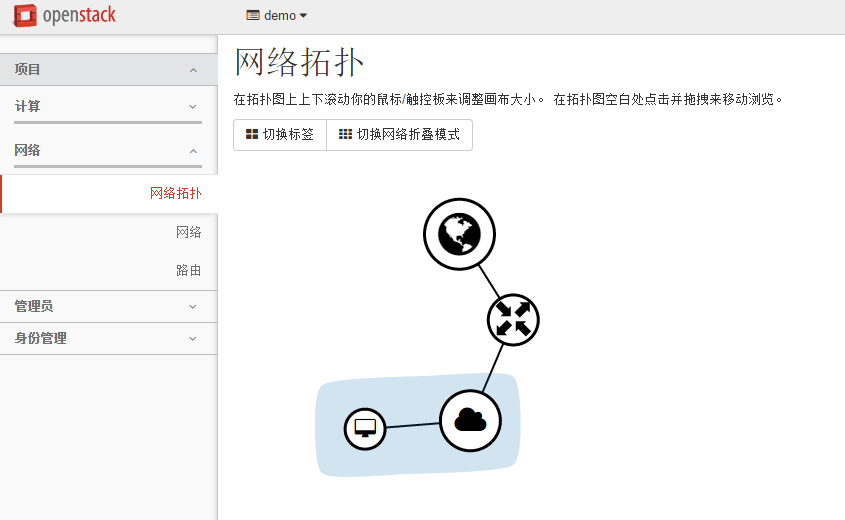 openstack
demo
项目
计算
网络
网络拓扑
网络
路由
管理员
身份管理
网络拓扑
在拓扑图上上下滚动你的鼠标/触控板来调整画布大小。 在拓扑图空白处点击并拖拽来移动浏览。
切换标签 切换网络折叠模式